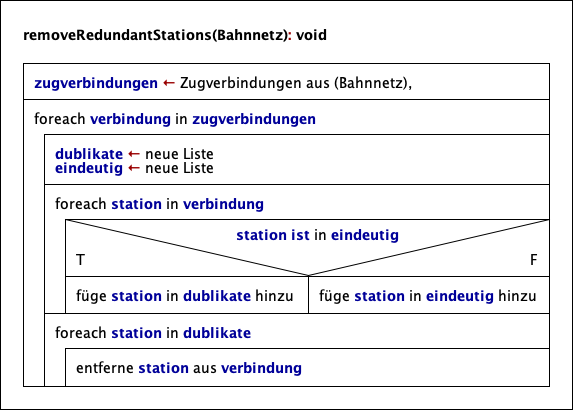 removeRedundantStations(Bahnnetz): void
zugverbindungen ← Zugverbindungen aus (Bahnnetz),
foreach verbindung in zugverbindungen
dublikate ← neue Liste
eindeutig ← neue Liste
foreach station in verbindung
station ist in eindeutig
T F
füge station in dublikate hinzu füge station in eindeutig hinzu
foreach station in dublikate
entferne station aus verbindung